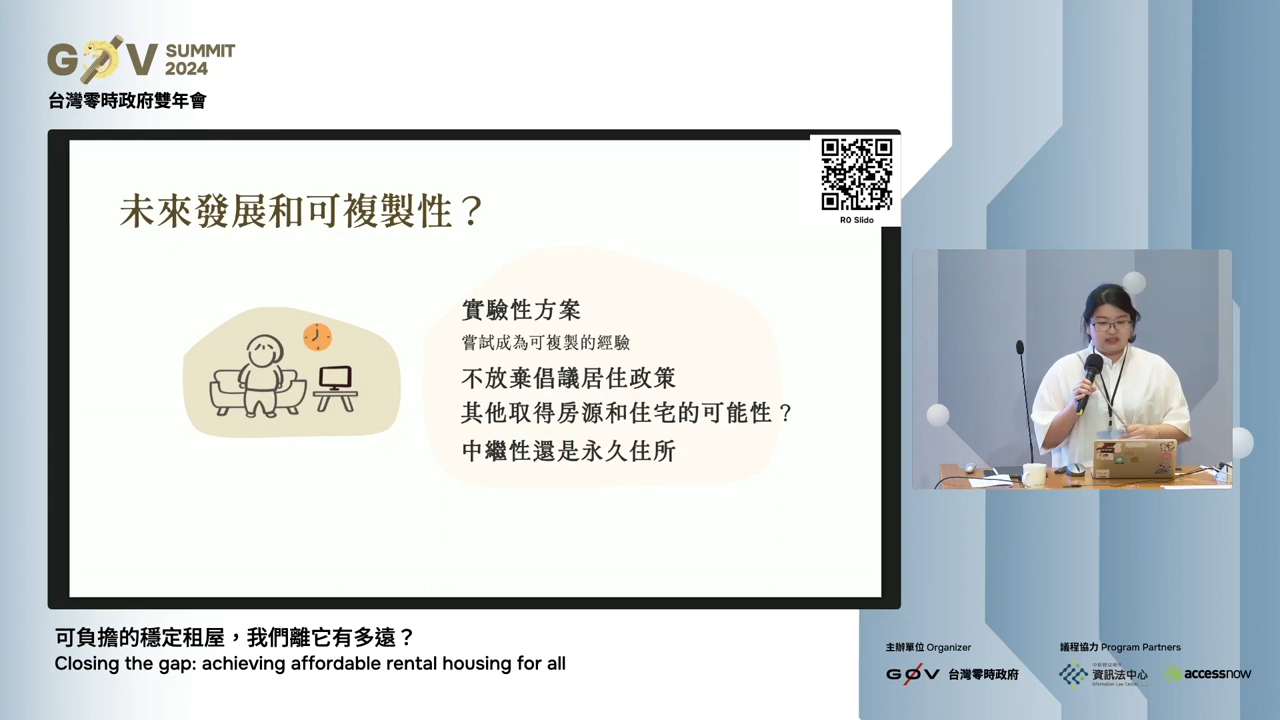 G0V SUMMIT 2024
台灣零時政府雙年會
R0 Slido
未來發展和可複製性？
實驗性方案
嘗試成為可複製的經驗
不放棄倡議居住政策
其他取得房源和住宅的可能性？
中繼性還是永久住所
可負擔的穩定租屋，我們離它有多遠？
Closing the gap: achieving affordable rental housing for all
主辦單位 Organizer
議程協力 Program Partners
G0V 台灣零時政府
資訊法中心
Information Law Center
accessnow